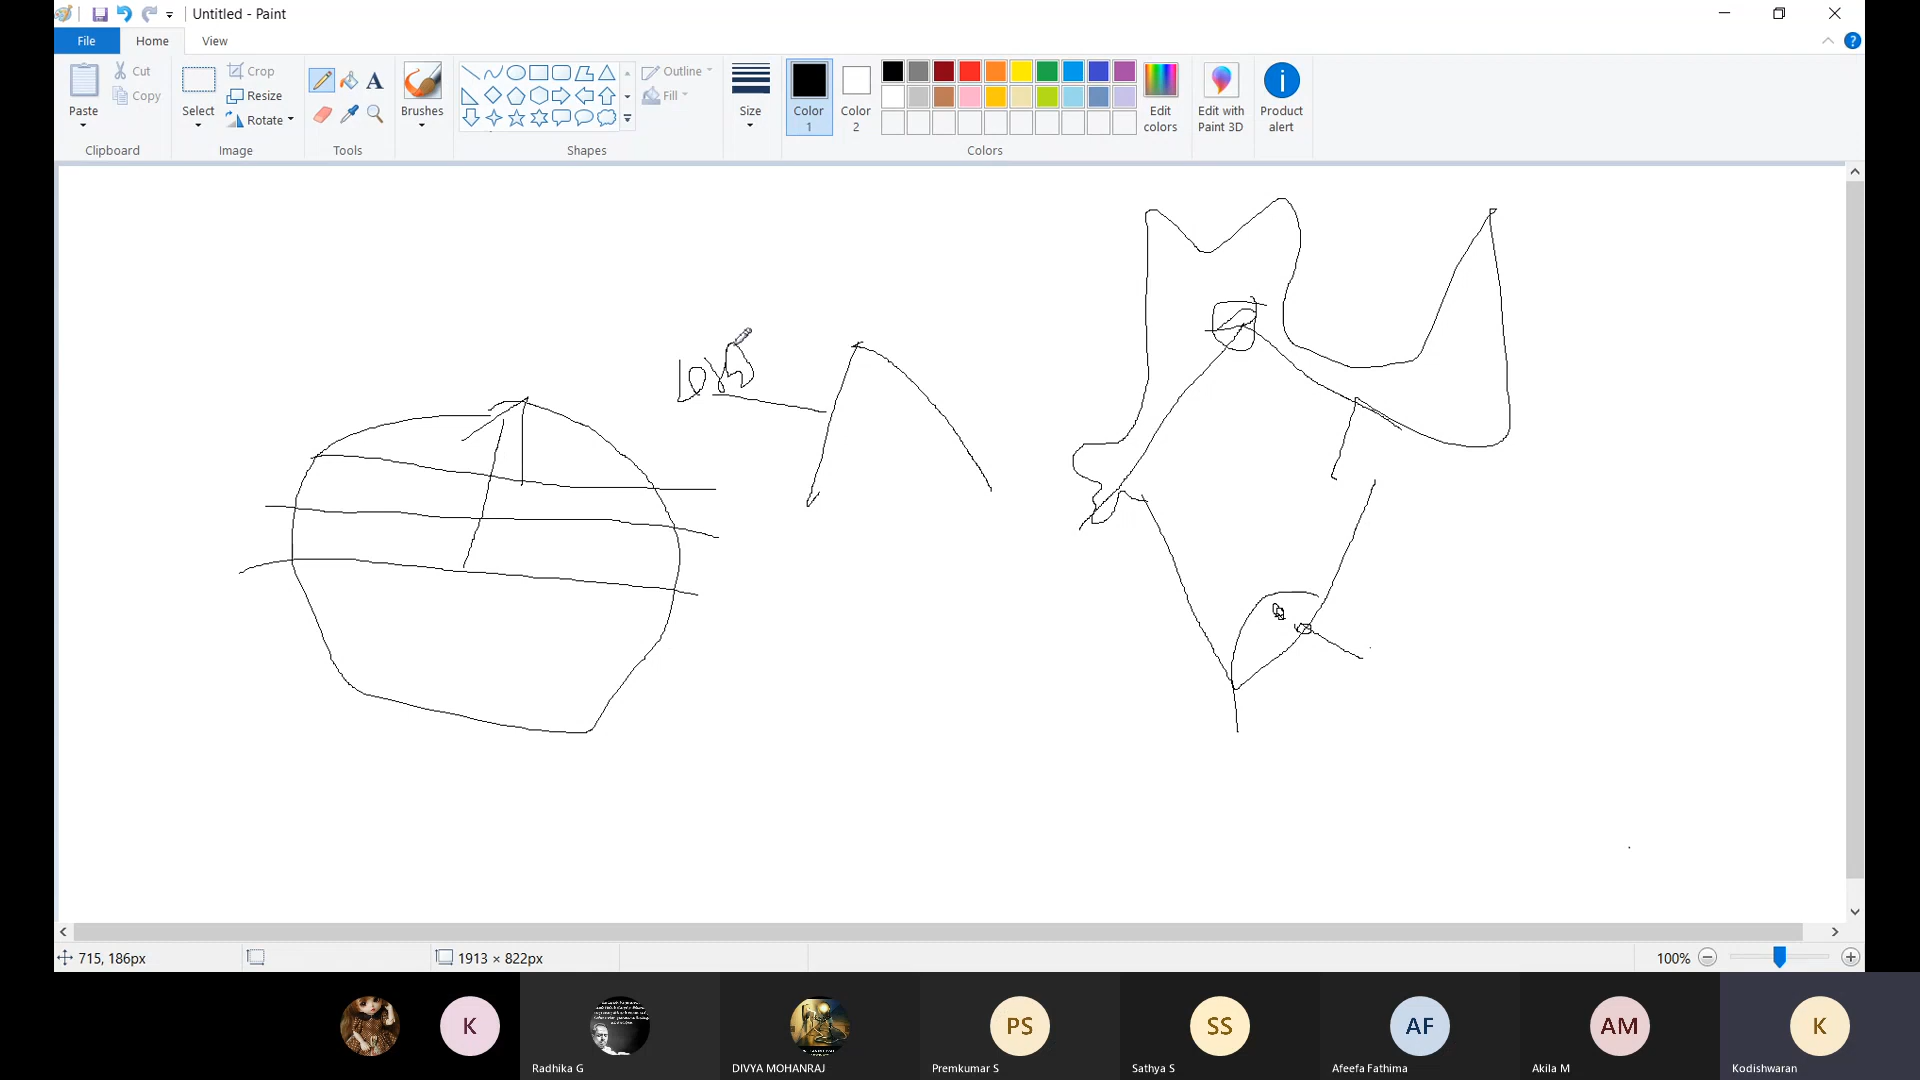 Untitled - Paint
File
Home
View
Paste
Cut
Copy
Clipboard
Select
Crop
Resize
Rotate
Image
Tools
Brushes
Shapes
Outline
Fill
Size
Color 1
Color 2
Edit colors
Colors
Edit with Paint 3D
Product alert
715, 186px
1913 × 822px
100%
K
PS
SS
AF
AM
K
Radhika G
DIVYA MOHANRAJ
Premkumar S
Sathya S
Afeefa Fathima
Akila M
Kodishwaran